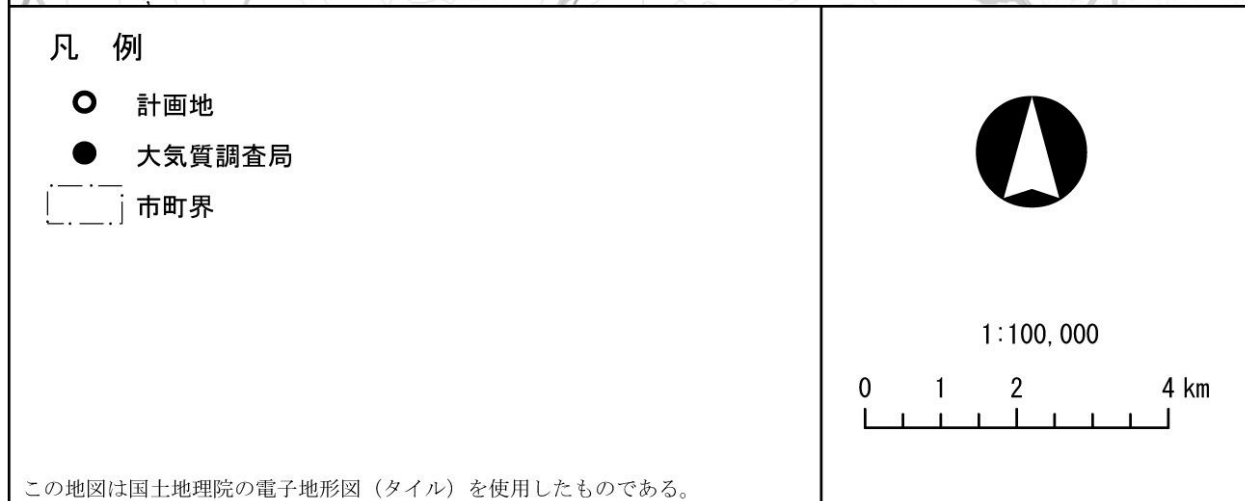 凡 例
計画地
大気質調査局
市町界
1:100,000
0 1 2 4 km
この地図は国土地理院の電子地形図（タイル）を使用したものである。